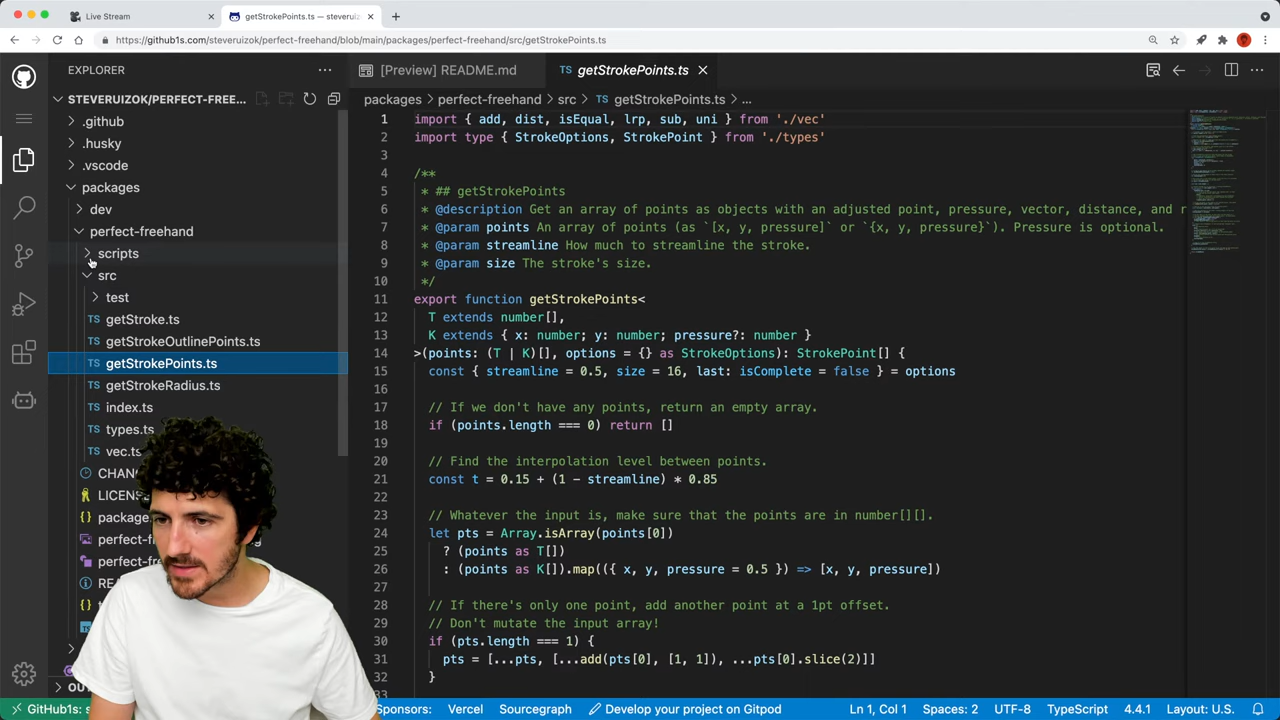 Live Stream
getStrokePoints.ts — steveruiz
https://github1s.com/steveruizok/perfect-freehand/blob/main/packages/perfect-freehand/src/getStrokePoints.ts
EXPLORER
STEVERUIZOK/PERFECT-FREE...
.github
.husky
.vscode
packages
dev
perfect-freehand
scripts
src
test
getStroke.ts
getStrokeOutlinePoints.ts
getStrokePoints.ts
getStrokeRadius.ts
index.ts
types.ts
vec.ts
CHAN
LICENS
package.
perfect-fre
perfect-fre
REA
OU
[Preview] README.md
TS getStrokePoints.ts
packages > perfect-freehand > src > TS getStrokePoints.ts > ...
1 import { add, dist, isEqual, lrp, sub, uni } from './vec'
2 import type { StrokeOptions, StrokePoint } from './types'
3
4 /**
5  * ## getStrokePoints
6  * @description Get an array of points as objects with an adjusted point, pressure, vector, distance, and r
7  * @param points An array of points (as `[x, y, pressure]` or `{x, y, pressure}`). Pressure is optional.
8  * @param streamline How much to streamline the stroke.
9  * @param size The stroke's size.
10  */
11 export function getStrokePoints<
12   T extends number[],
13   K extends { x: number; y: number; pressure?: number }
14 >(points: (T | K)[], options = {} as StrokeOptions): StrokePoint[] {
15   const { streamline = 0.5, size = 16, last: isComplete = false } = options
16
17   // If we don't have any points, return an empty array.
18   if (points.length === 0) return []
19
20   // Find the interpolation level between points.
21   const t = 0.15 + (1 - streamline) * 0.85
22
23   // Whatever the input is, make sure that the points are in number[][].
24   let pts = Array.isArray(points[0])
25     ? (points as T[])
26     : (points as K[]).map(({ x, y, pressure = 0.5 }) => [x, y, pressure])
27
28   // If there's only one point, add another point at a 1pt offset.
29   // Don't mutate the input array!
30   if (pts.length === 1) {
31     pts = [...pts, [...add(pts[0], [1, 1]), ...pts[0].slice(2)]]
32   }
33
GitHub1s: s
Sponsors: Vercel Sourcegraph Develop your project on Gitpod Ln 1, Col 1 Spaces: 2 UTF-8 TypeScript 4.4.1 Layout: U.S.